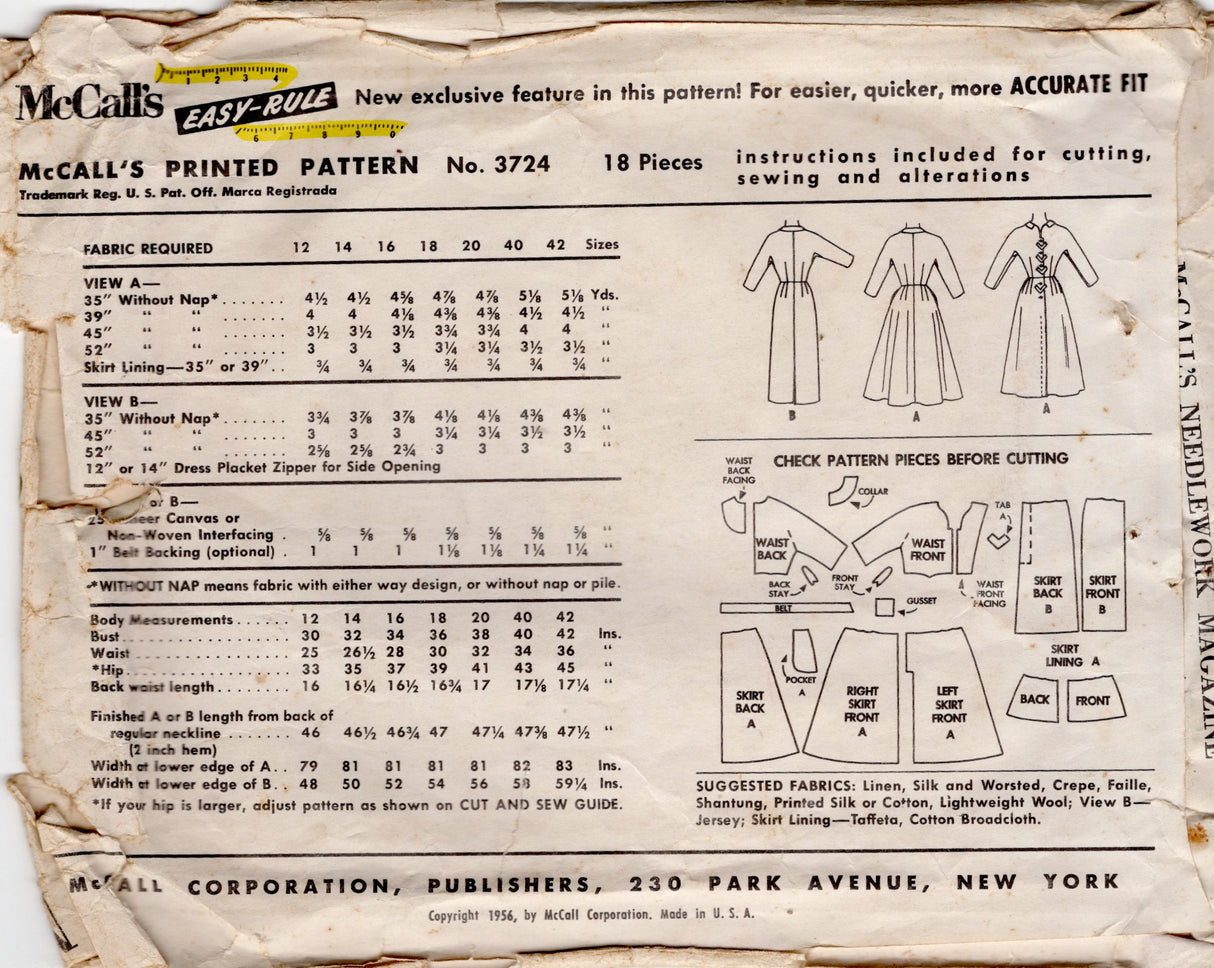 McCall's EASY-RULE New exclusive feature in this pattern! For easier, quicker, more ACCURATE FIT
1 2 3 4
6 7 8 9 0
McCALL'S PRINTED PATTERN No. 3724 18 Pieces instructions included for cutting,
sewing and alterations
Trademark Reg. U. S. Pat. Off. Marca Registrada
FABRIC REQUIRED 12 14 16 18 20 40 42 Sizes
VIEW A—
35" Without Nap* ....... 4½ 4½ 4⅝ 4⅞ 4⅞ 5⅛ 5⅛ Yds.
39" “ “ ....... 4 4 4⅛ 4⅜ 4⅜ 4½ 4½ “
45" “ “ ....... 3½ 3½ 3½ 3¾ 3¾ 4 4 “
52" “ “ ....... 3 3 3 3¼ 3¼ 3½ 3½ “
Skirt Lining—35" or 39" .. ¾ ¾ ¾ ¾ ¾ ¾ ¾ “
VIEW B—
35" Without Nap* ....... 3¾ 3⅞ 3⅞ 4⅛ 4⅛ 4⅜ 4⅜ “
45" “ “ ....... 3 3 3 3¼ 3¼ 3½ 3½ “
52" “ “ ....... 2⅝ 2⅝ 2¾ 3 3 3 3 “
12" or 14" Dress Placket Zipper for Side Opening
or B—
Canvas or
Non-Woven Interfacing . ⅝ ⅝ ⅝ ⅝ ⅝ ⅝ ⅝ “
1" Belt Backing (optional) . 1 1 1 1⅛ 1⅛ 1¼ 1¼ “
*WITHOUT NAP means fabric with either way design, or without nap or pile.
Body Measurements ...... 12 14 16 18 20 40 42
Bust .................... 30 32 34 36 38 40 42 Ins.
Waist ................... 25 26½ 28 30 32 34 36 “
*Hip .................... 33 35 37 39 41 43 45 “
Back waist length ........ 16 16¼ 16½ 16¾ 17 17⅛ 17¼ “
Finished A or B length from back of
regular neckline ....... 46 46½ 46¾ 47 47¼ 47⅜ 47½ “
(2 inch hem)
Width at lower edge of A .. 79 81 81 81 81 82 83 Ins.
Width at lower edge of B .. 48 50 52 54 56 58 59¼ Ins.
*If your hip is larger, adjust pattern as shown on CUT AND SEW GUIDE.
B A A
CHECK PATTERN PIECES BEFORE CUTTING
WAIST
BACK
FACING
COLLAR
TAB
A
WAIST
BACK
WAIST
FRONT
BACK
STAY
FRONT
STAY
WAIST
FRONT
FACING
SKIRT
BACK
B
SKIRT
FRONT
B
BELT
GUSSET
SKIRT
BACK
A
POCKET
A
RIGHT
SKIRT
FRONT
A
LEFT
SKIRT
FRONT
A
SKIRT
LINING A
BACK
FRONT
SUGGESTED FABRICS: Linen, Silk and Worsted, Crepe, Faille,
Shantung, Printed Silk or Cotton, Lightweight Wool; View B—
Jersey; Skirt Lining—Taffeta, Cotton Broadcloth.
McCALL CORPORATION, PUBLISHERS, 230 PARK AVENUE, NEW YORK
Copyright 1956, by McCall Corporation. Made in U. S. A.
McCALL'S NEEDLEWORK MAGAZINE